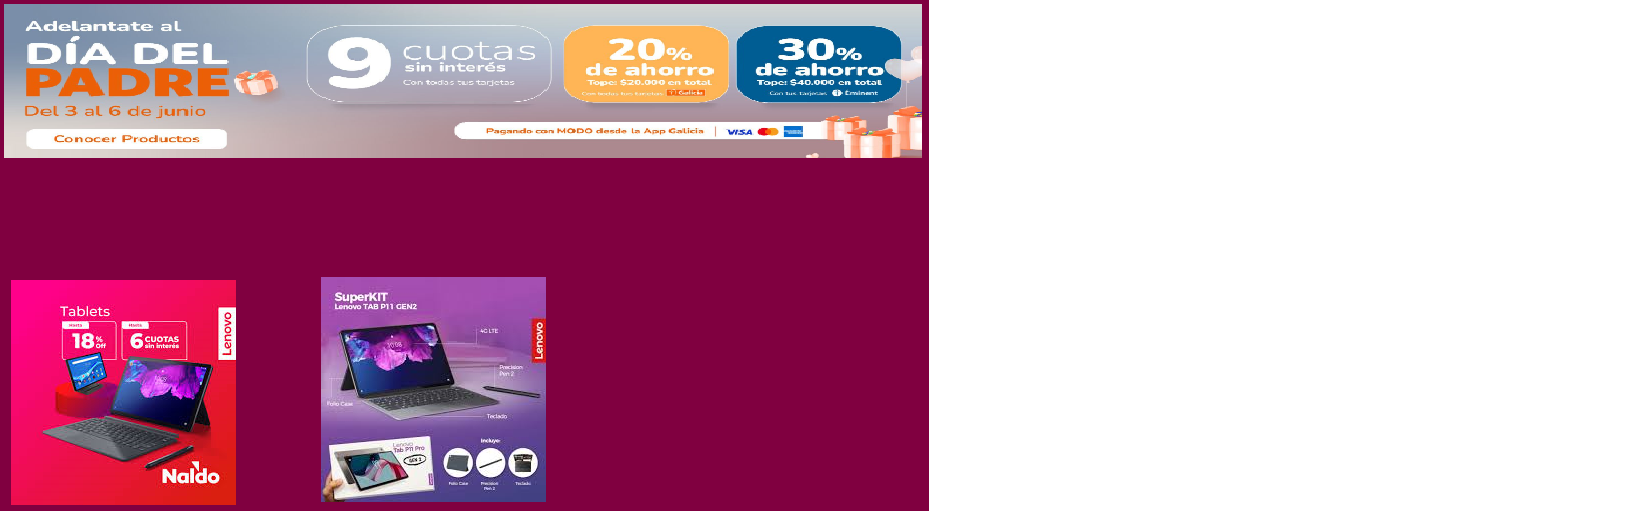 Adelantate al
DÍA DEL
PADRE
Del 3 al 6 de junio
Conocer Productos
9 cuotas
sin interés
Con todas tus tarjetas
20%
de ahorro
Tope: $20.000 en total
Con todas tus tarjetas Galicia
30%
de ahorro
Tope: $40.000 en total
Con tus tarjetas Eminent
Pagando con MODO desde la App Galicia
VISA
Tablets
Hasta
18% Off
Hasta
6 CUOTAS
sin interés
Lenovo
Naldo
SuperKIT
Lenovo TAB P11 GEN2
4G LTE
Lenovo
Precision
Pen 2
Folio Case
Teclado
Incluye:
Lenovo
Tab P11 Pro
GEN 2
Folio Case
Precision
Pen 2
Teclado